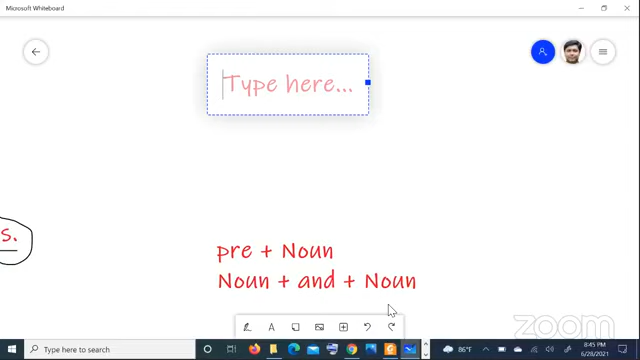 Microsoft Whiteboard
Type here...
s.
pre + Noun
Noun + and + Noun
zoom
Type here to search
86°F
8:45 PM
6/28/2021